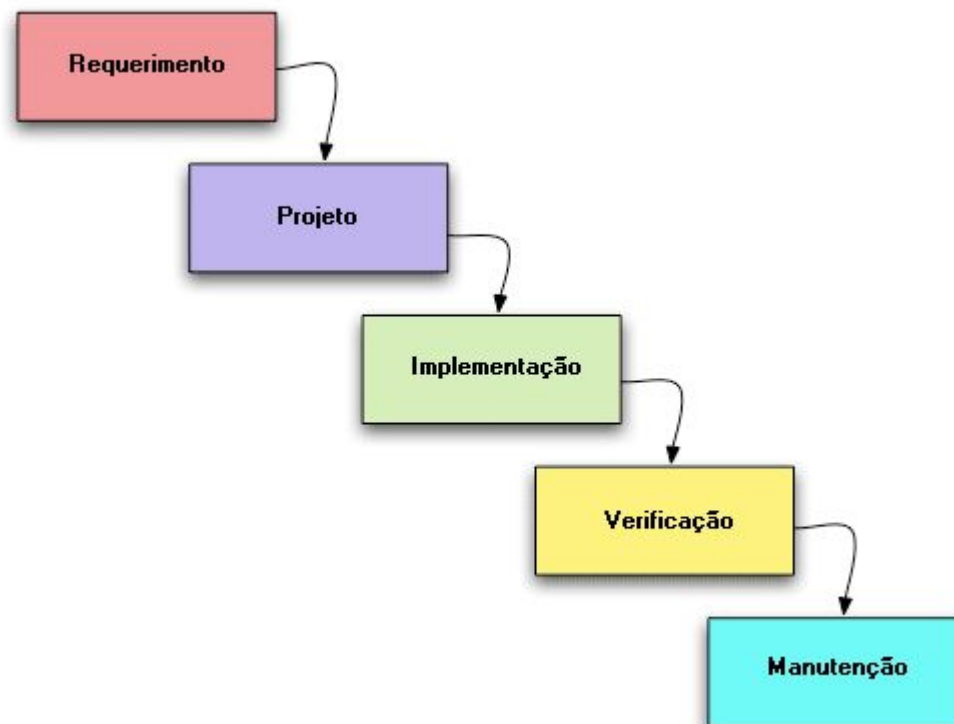 Requerimento
Projeto
Implementação
Verificação
Manutenção